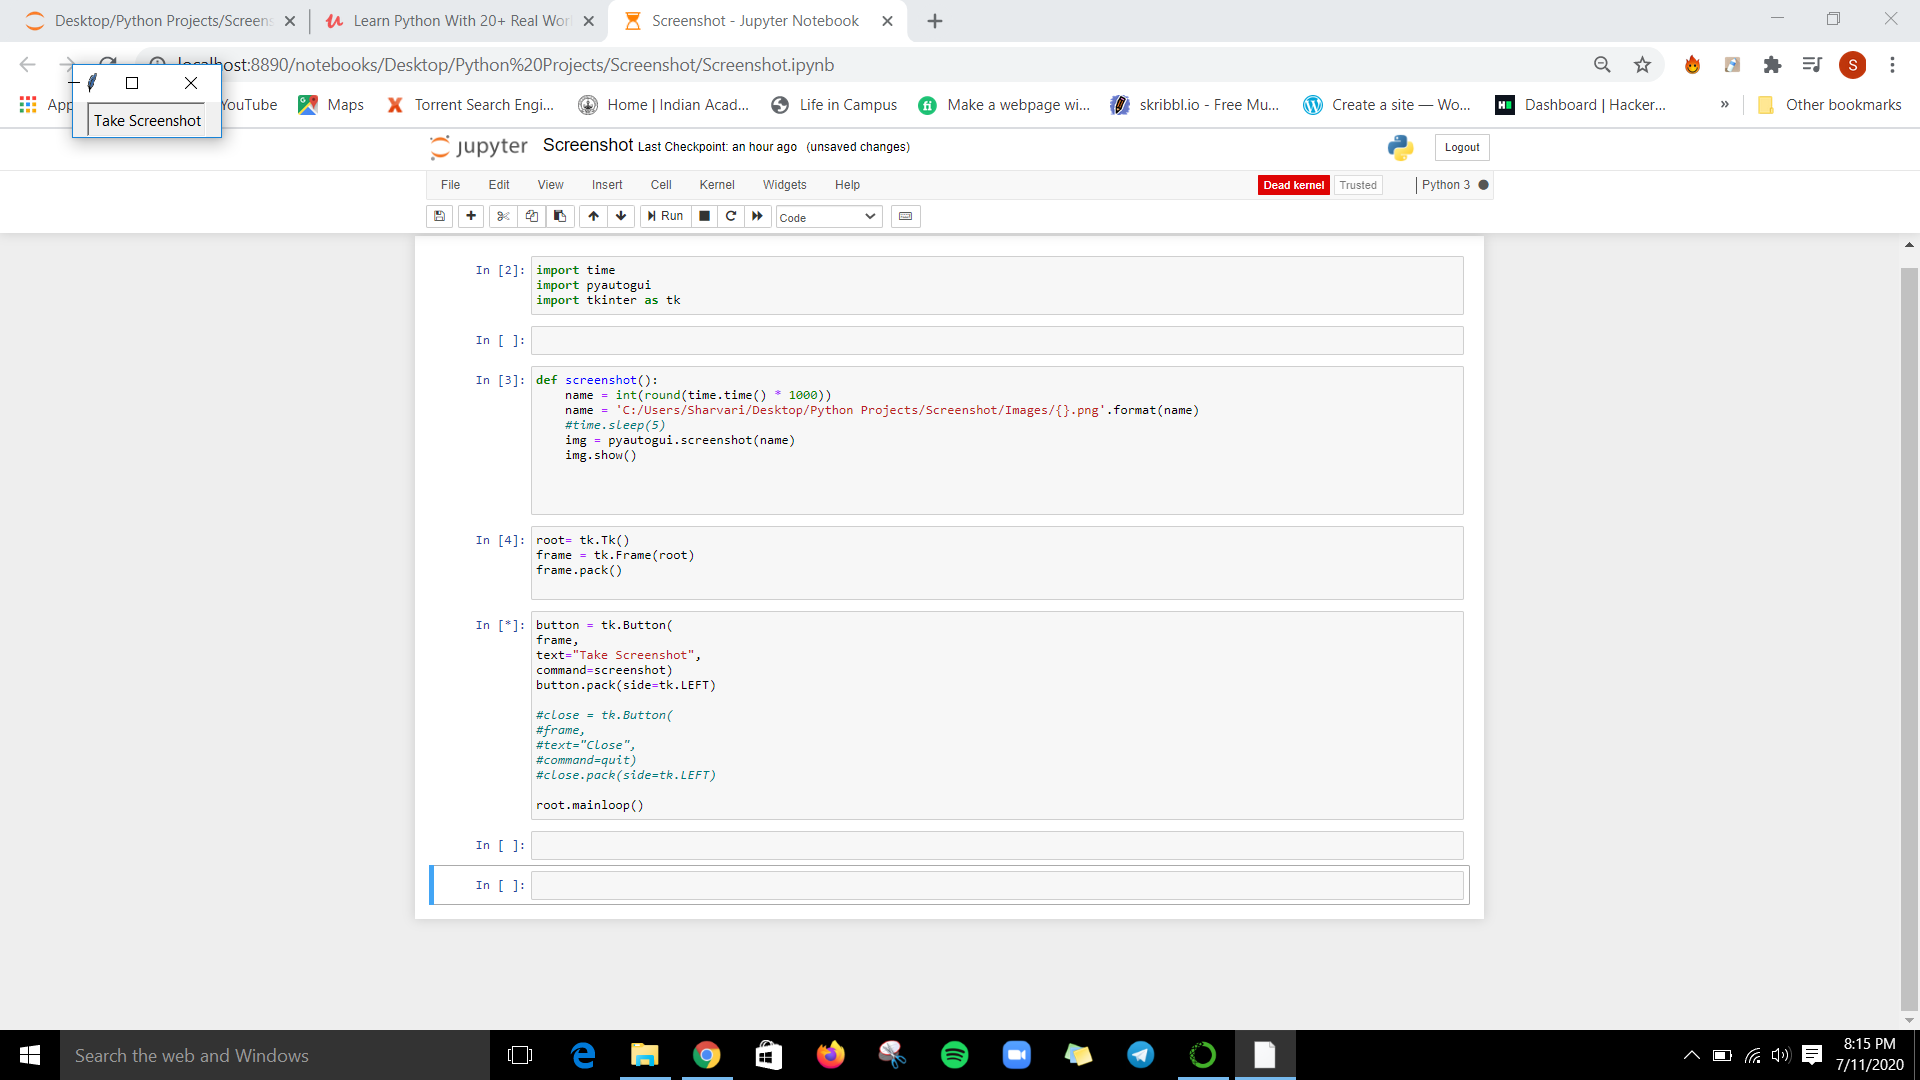 Desktop/Python Projects/Screens
Learn Python With 20+ Real Wor
Screenshot - Jupyter Notebook
localhost:8890/notebooks/Desktop/Python%20Projects/Screenshot/Screenshot.ipynb
S
Take Screenshot
App
YouTube
Maps
Torrent Search Engi...
Home | Indian Acad...
Life in Campus
Make a webpage wi...
skribbl.io - Free Mu...
Create a site — Wo...
Dashboard | Hacker...
»
Other bookmarks
jupyter
Screenshot Last Checkpoint: an hour ago (unsaved changes)
Logout
File Edit View Insert Cell Kernel Widgets Help
Dead kernel
Trusted
Python 3
Run
Code
In [2]:
import time
import pyautogui
import tkinter as tk
In [ ]:
In [3]:
def screenshot():
name = int(round(time.time() * 1000))
name = 'C:/Users/Sharvari/Desktop/Python Projects/Screenshot/Images/{}.png'.format(name)
#time.sleep(5)
img = pyautogui.screenshot(name)
img.show()
In [4]:
root= tk.Tk()
frame = tk.Frame(root)
frame.pack()
In [*]:
button = tk.Button(
frame,
text="Take Screenshot",
command=screenshot)
button.pack(side=tk.LEFT)
#close = tk.Button(
#frame,
#text="Close",
#command=quit)
#close.pack(side=tk.LEFT)
root.mainloop()
In [ ]:
In [ ]:
Search the web and Windows
8:15 PM
7/11/2020